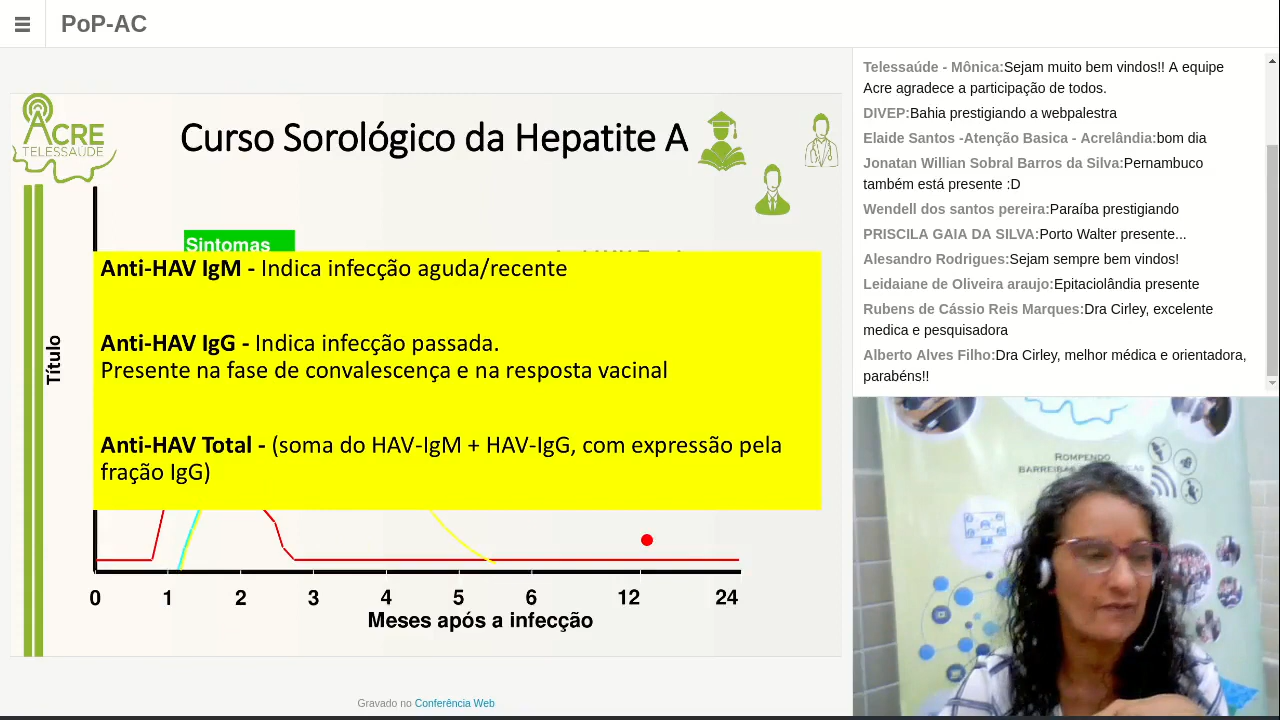 PoP-AC
ACRE
TELESSAÚDE
Curso Sorológico da Hepatite A
Sintomas
Anti-HAV IgM - Indica infecção aguda/recente
Anti-HAV IgG - Indica infecção passada.
Presente na fase de convalescença e na resposta vacinal
Anti-HAV Total - (soma do HAV-IgM + HAV-IgG, com expressão pela
fração IgG)
Título
0 1 2 3 4 5 6 12 24
Meses após a infecção
Gravado no Conferência Web
Telessaúde - Mônica:Sejam muito bem vindos!! A equipe
Acre agradece a participação de todos.
DIVEP:Bahia prestigiando a webpalestra
Elaide Santos -Atenção Basica - Acrelândia:bom dia
Jonatan Willian Sobral Barros da Silva:Pernambuco
também está presente :D
Wendell dos santos pereira:Paraíba prestigiando
PRISCILA GAIA DA SILVA:Porto Walter presente...
Alesandro Rodrigues:Sejam sempre bem vindos!
Leidaiane de Oliveira araujo:Epitaciolândia presente
Rubens de Cássio Reis Marques:Dra Cirley, excelente
medica e pesquisadora
Alberto Alves Filho:Dra Cirley, melhor médica e orientadora,
parabéns!!
ROMPENDO